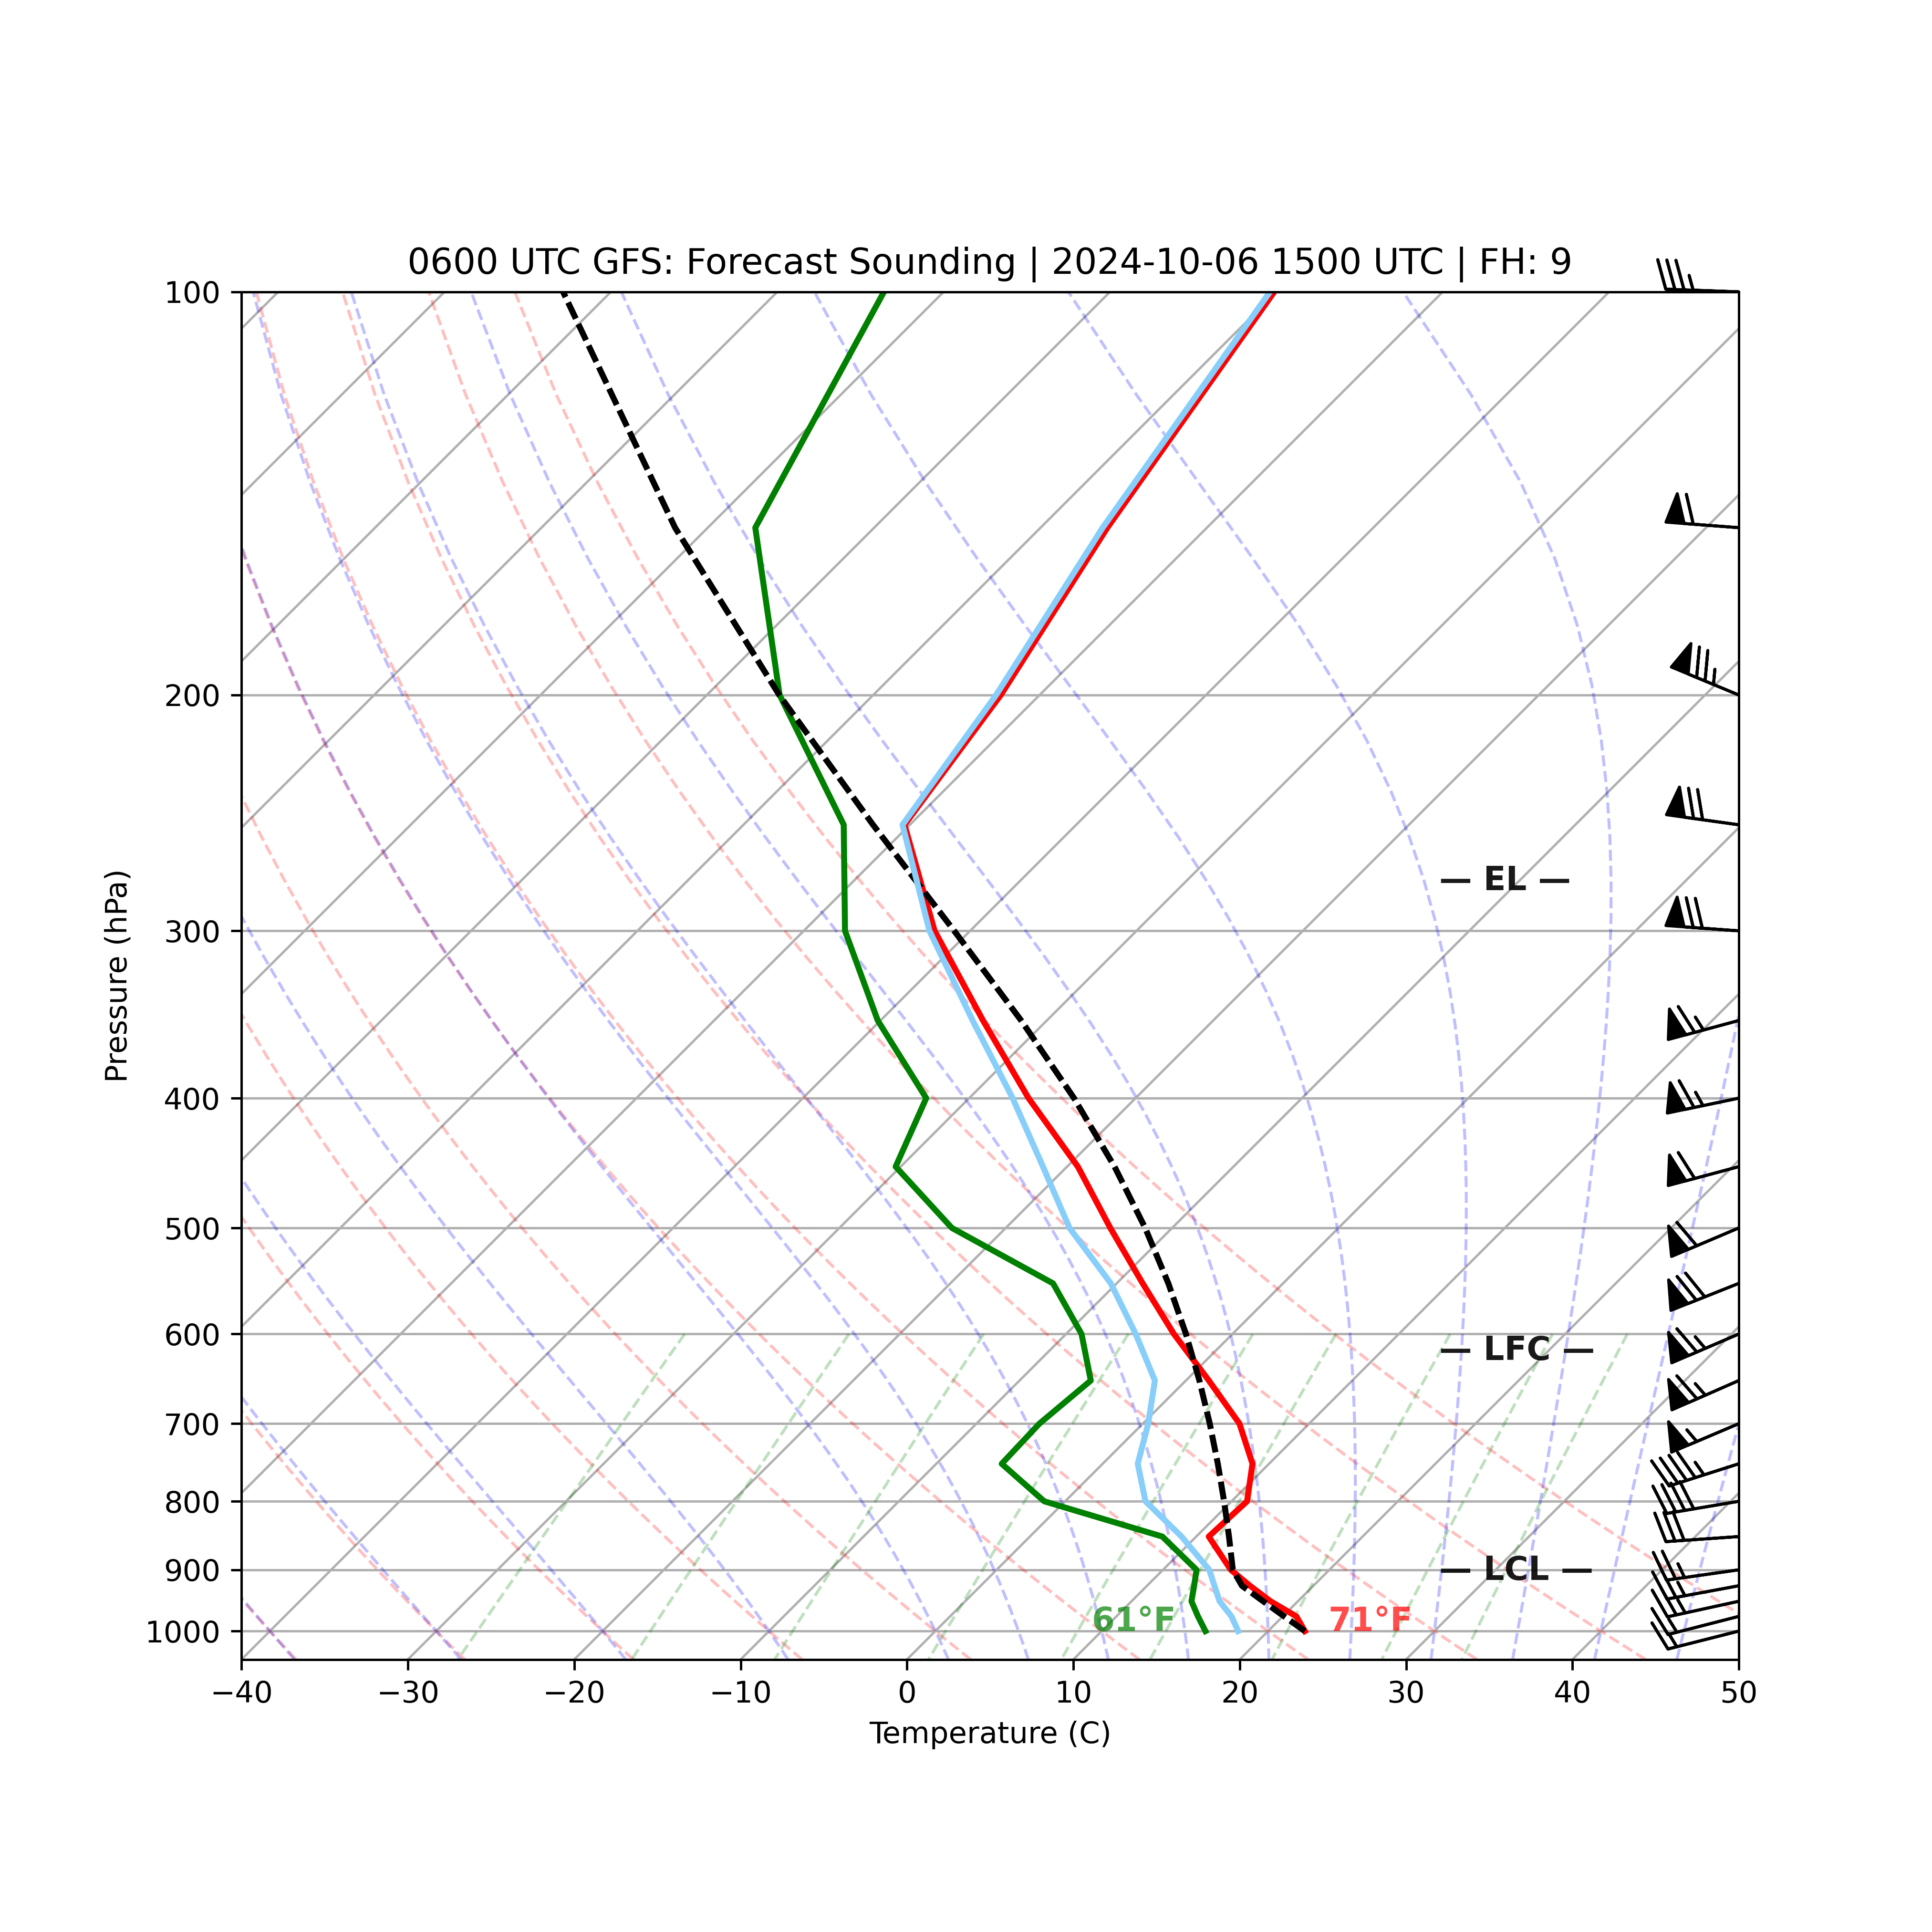 0600 UTC GFS: Forecast Sounding | 2024-10-06 1500 UTC | FH: 9
100
200
300
400
500
600
700
800
900
1000
Pressure (hPa)
— EL —
— LFC —
— LCL —
61°F
71°F
−40 −30 −20 −10 0 10 20 30 40 50
Temperature (C)